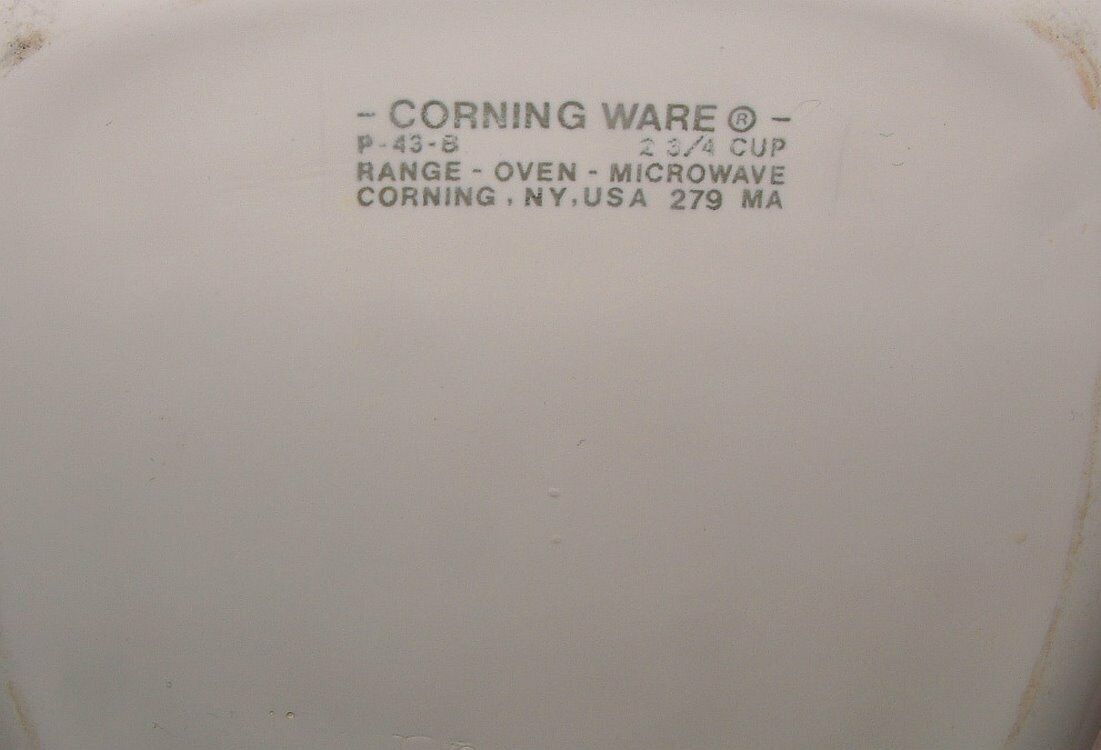 - CORNING WARE ® -
P-43-B 2 3/4 CUP
RANGE - OVEN - MICROWAVE
CORNING , NY, USA 279 MA